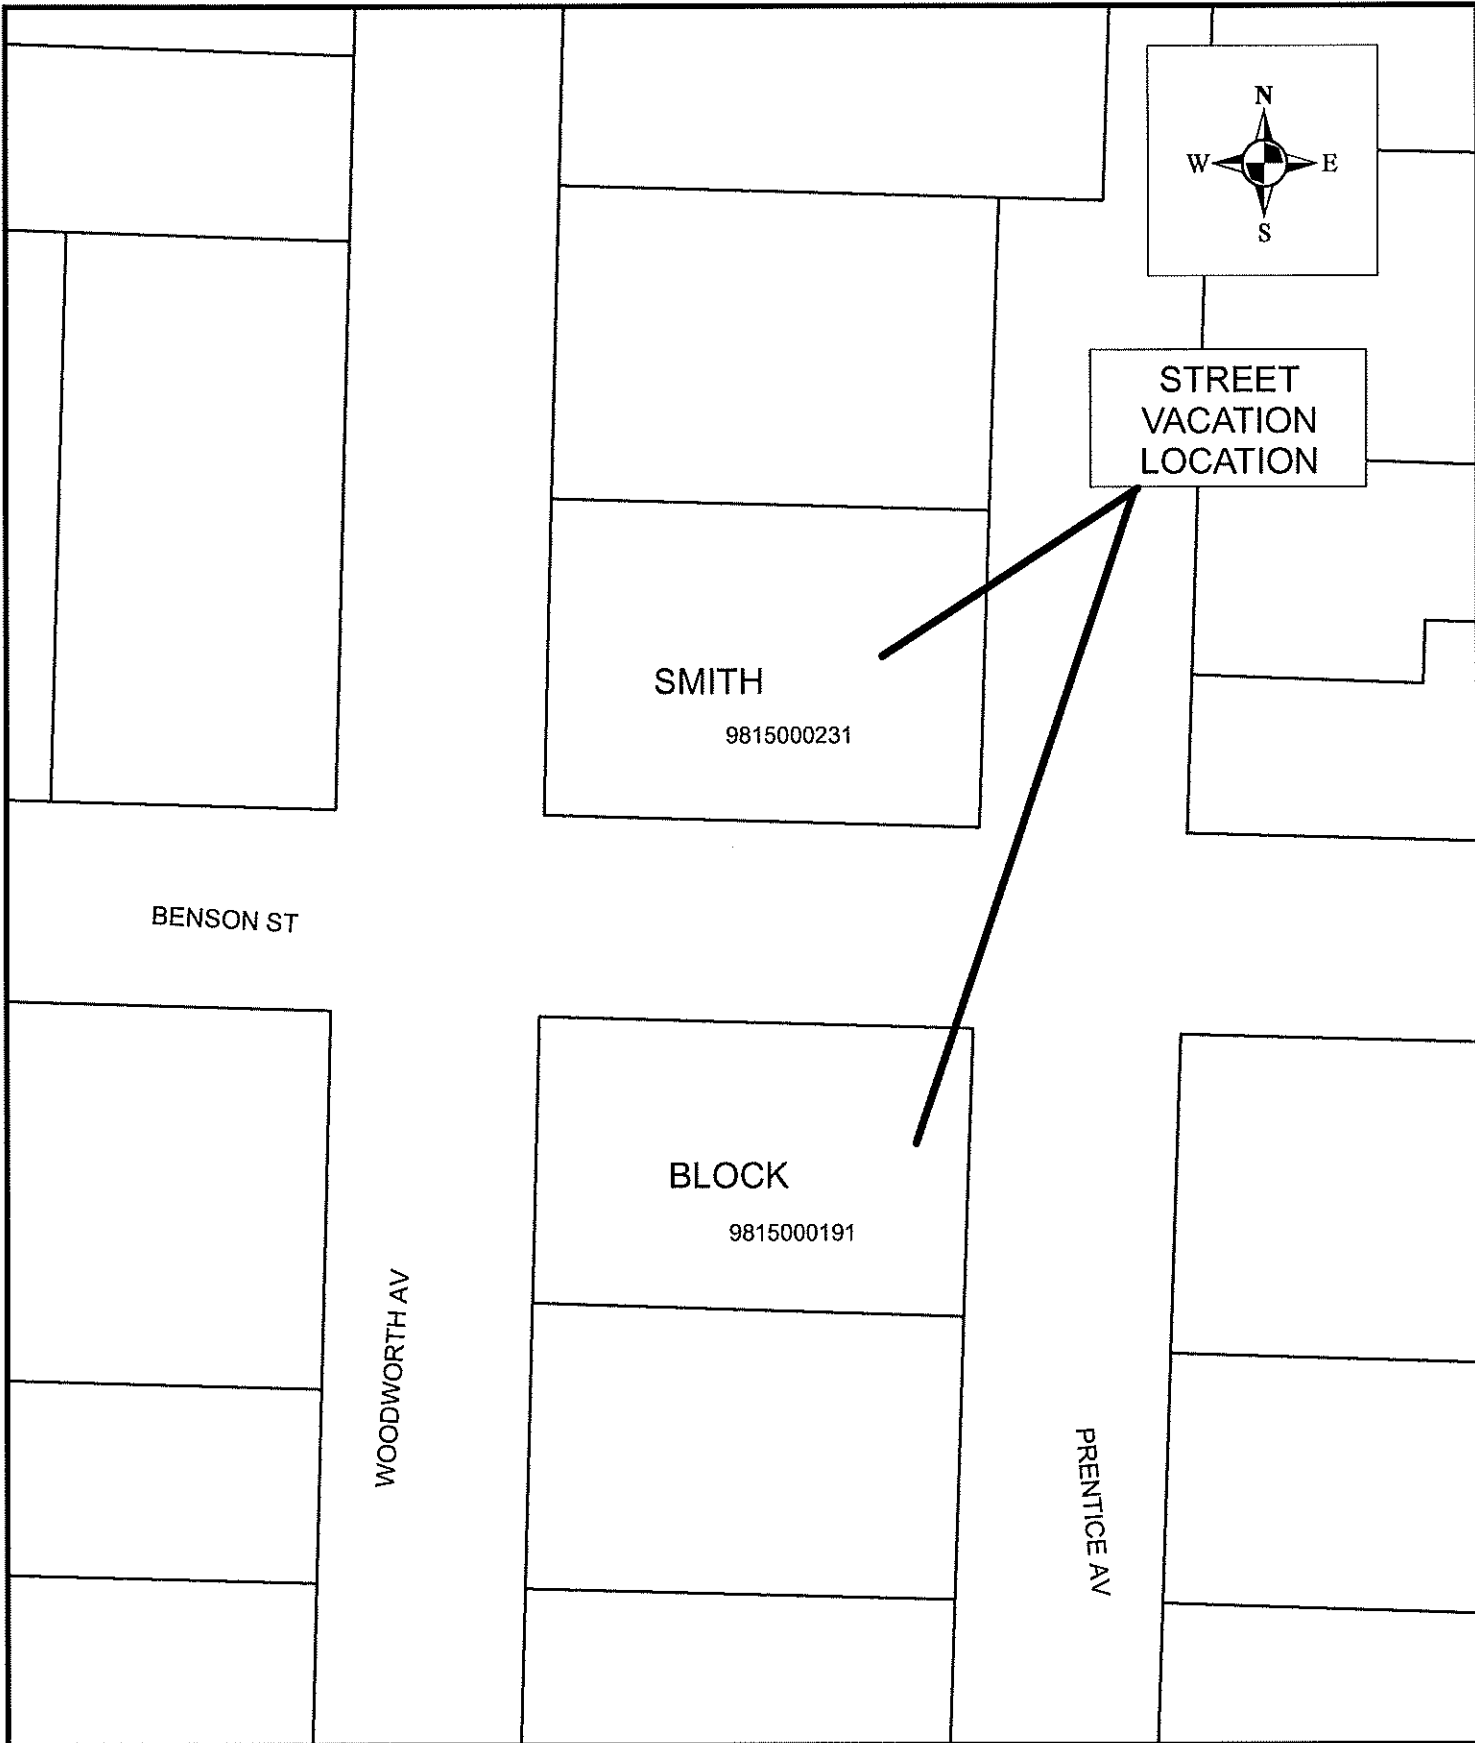 N
W E
S
STREET
VACATION
LOCATION
SMITH
9815000231
BENSON ST
BLOCK
9815000191
WOODWORTH AV
PRENTICE AV